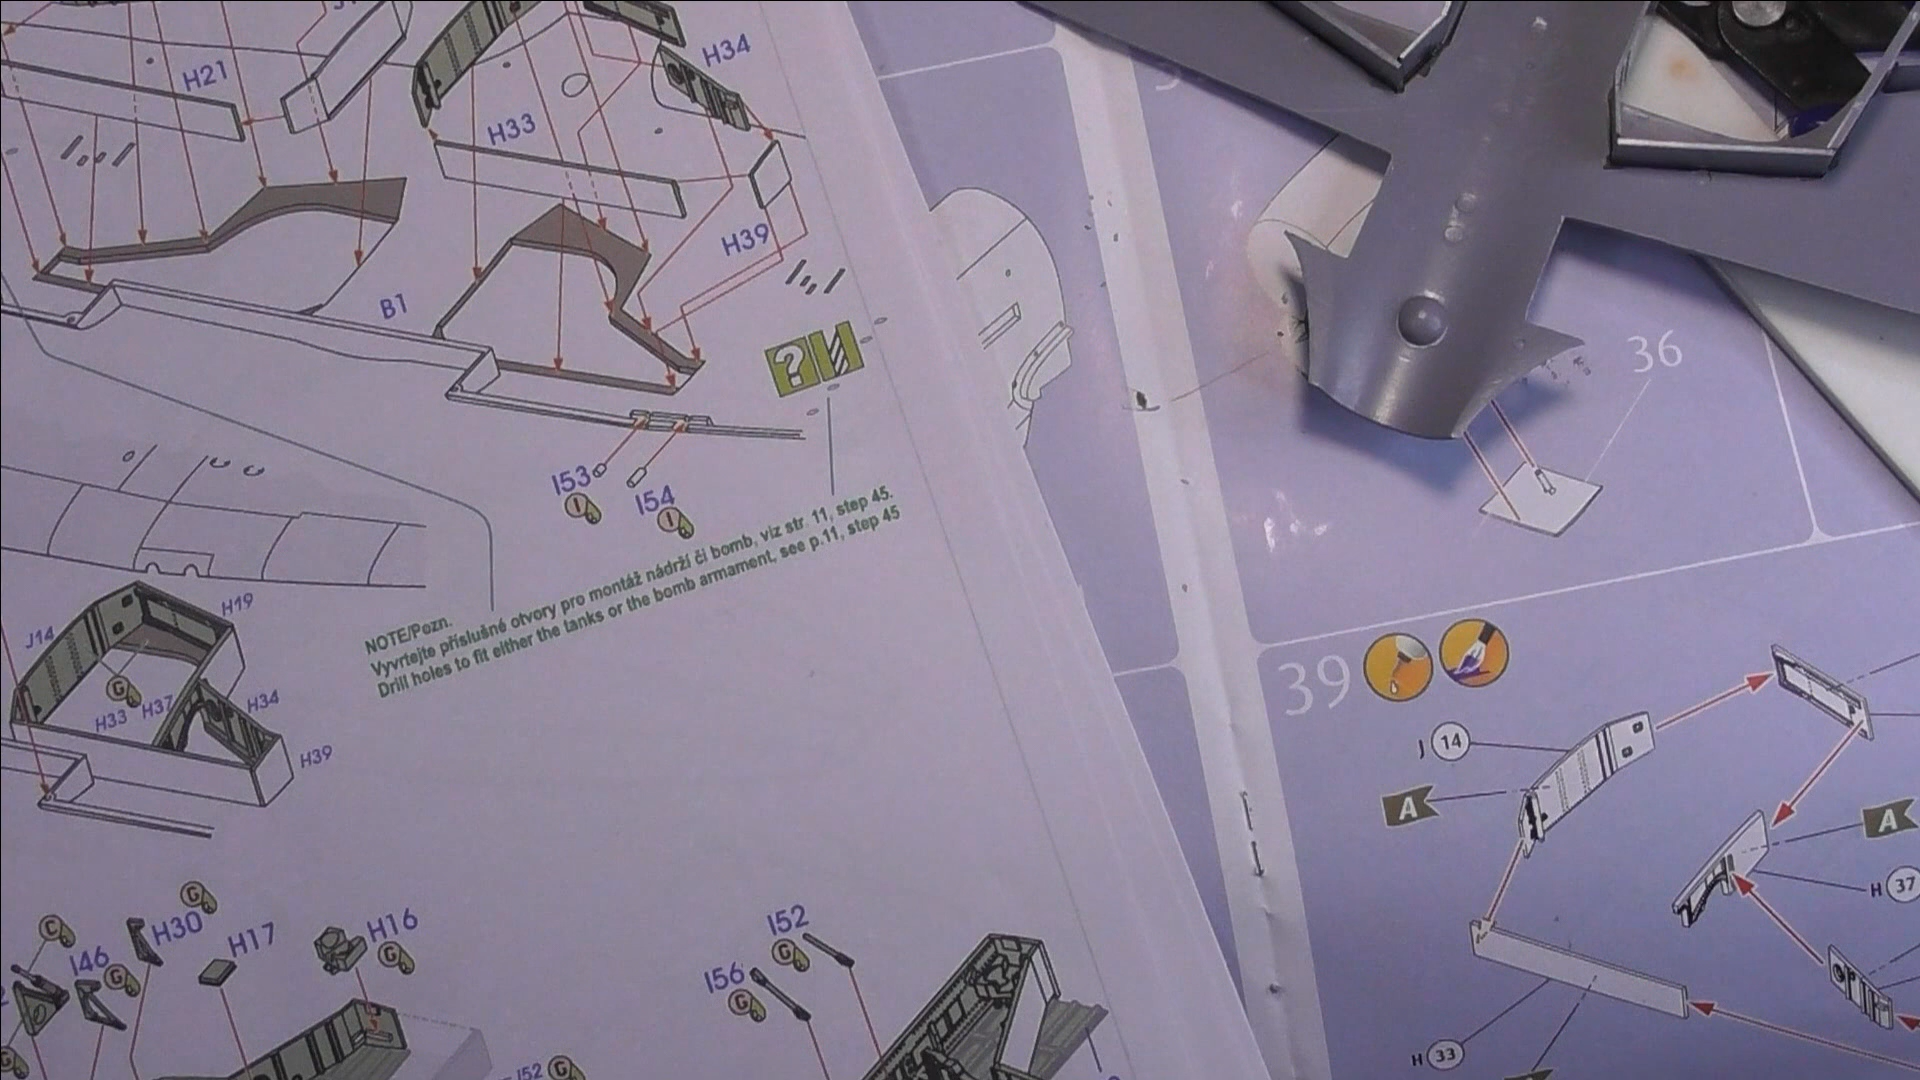 H21
H34
H33
H39
B1
?
I53
I
I54
I
NOTE/Pozn.
Vyvrtejte příslušné otvory pro montáž nádrží či bomb, viz str. 11, step 45.
Drill holes to fit either the tanks or the bomb armament, see p.11, step 45
J14
H19
G
H33
H37
H34
H39
C
I46
G
H30
G
H17
H16
G
I52
G
I56
G
I52
G
G
36
39
J 14
A
A
H 37
H 33